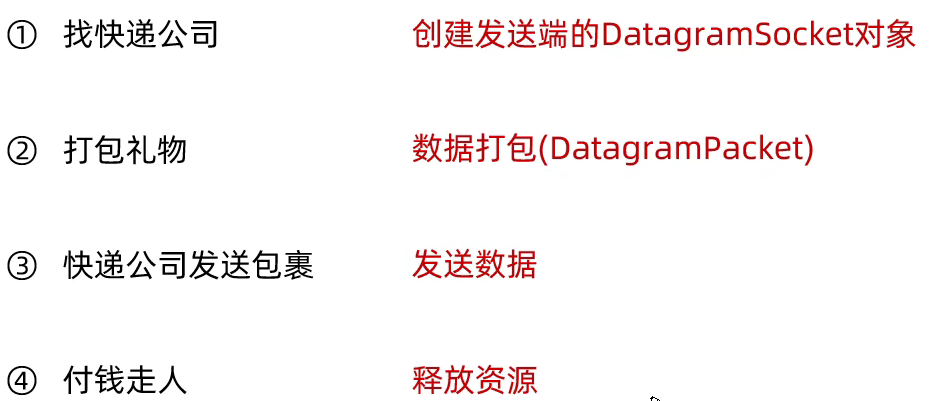 ① 找快递公司 创建发送端的DatagramSocket对象
② 打包礼物 数据打包(DatagramPacket)
③ 快递公司发送包裹 发送数据
④ 付钱走人 释放资源